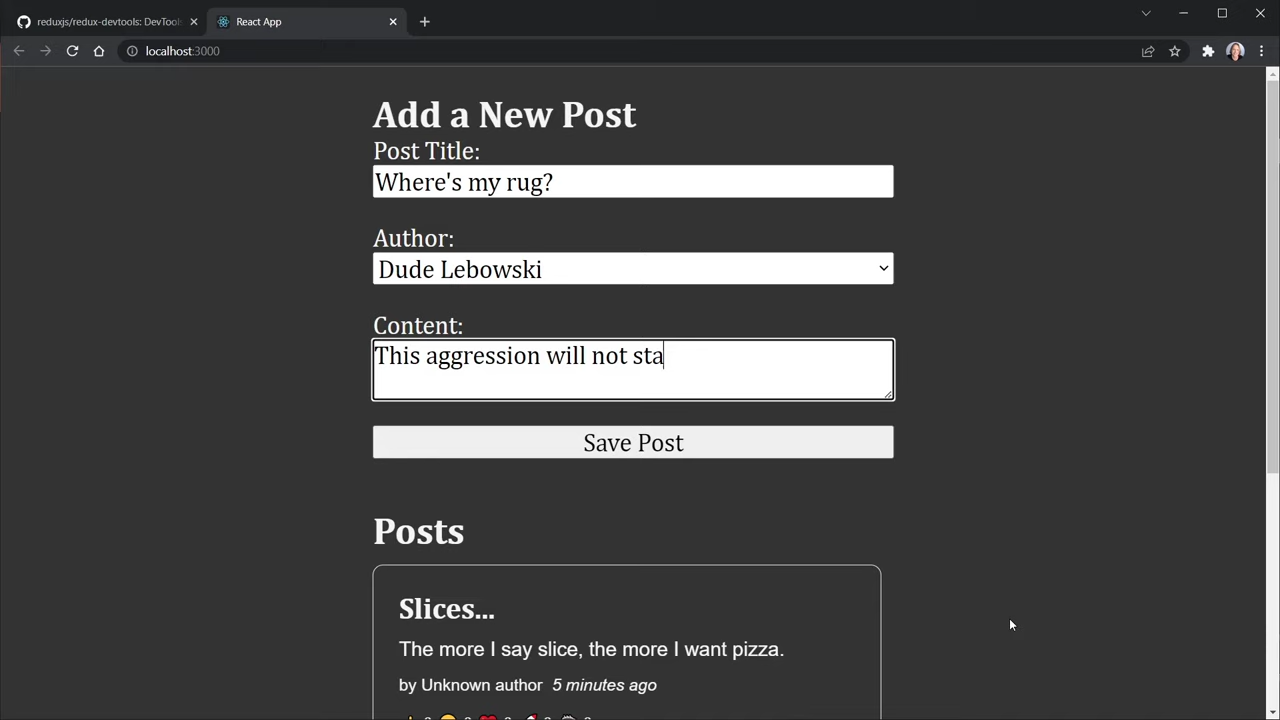 reduxjs/redux-devtools: DevTools
React App
localhost:3000
Add a New Post
Post Title:
Where's my rug?
Author:
Dude Lebowski
Content:
This aggression will not sta
Save Post
Posts
Slices...
The more I say slice, the more I want pizza.
by Unknown author 5 minutes ago